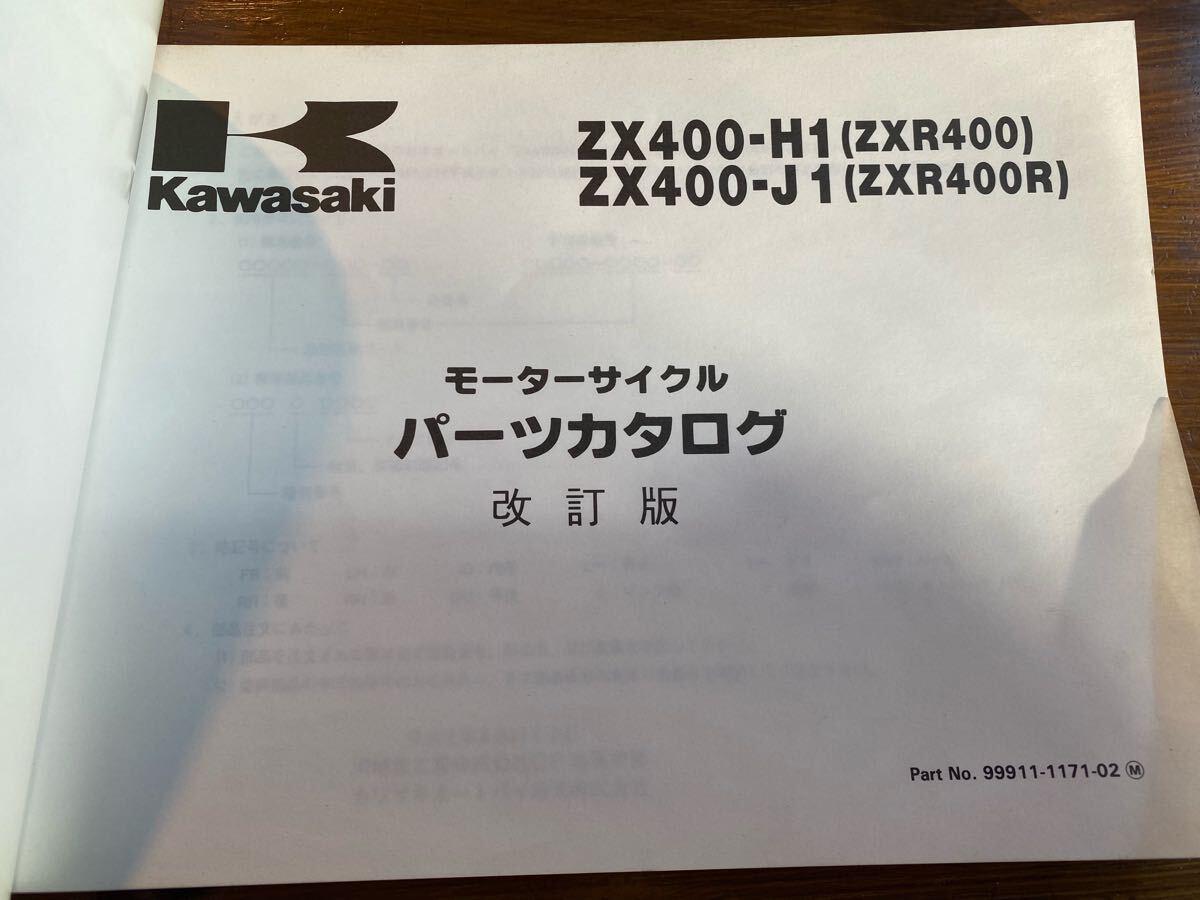 Kawasaki
ZX400-H1 (ZXR400)
ZX400-J1 (ZXR400R)
モーターサイクル
パーツカタログ
改訂版
Part No. 99911-1171-02 Ⓜ